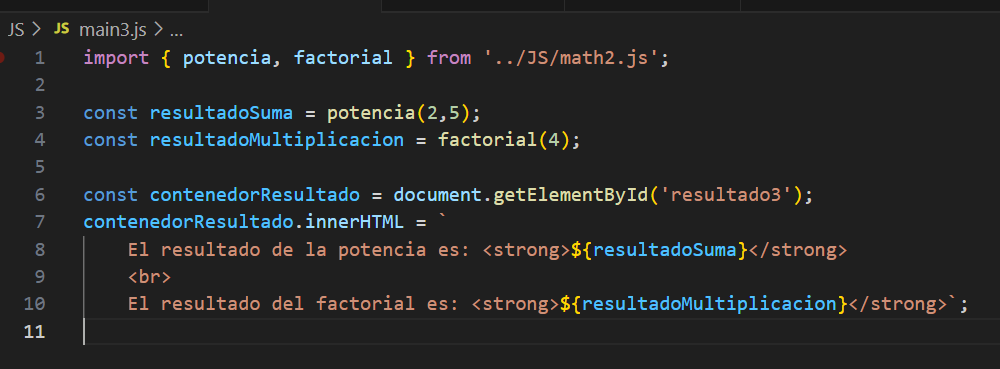 JS > JS main3.js > ...
1 import { potencia, factorial } from '../JS/math2.js';
2
3 const resultadoSuma = potencia(2,5);
4 const resultadoMultiplicacion = factorial(4);
5
6 const contenedorResultado = document.getElementById('resultado3');
7 contenedorResultado.innerHTML = `
8 El resultado de la potencia es: <strong>${resultadoSuma}</strong>
9 <br>
10 El resultado del factorial es: <strong>${resultadoMultiplicacion}</strong>`;
11